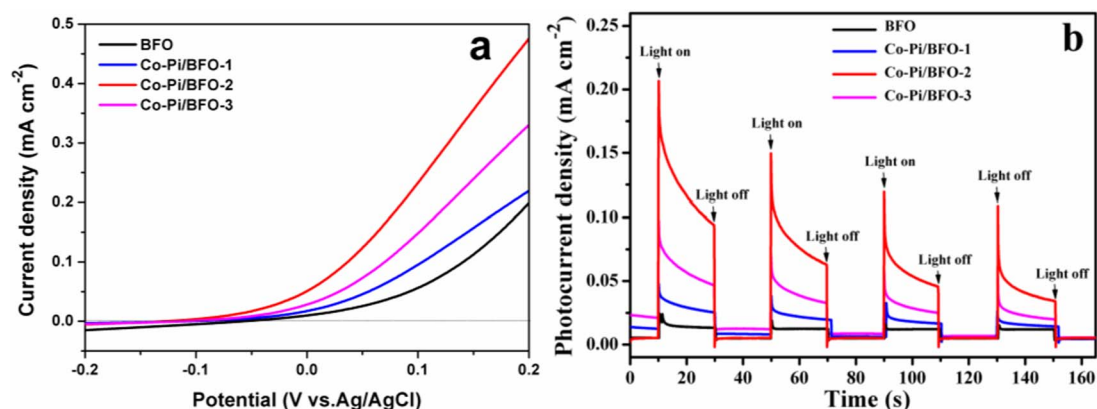 a
BFO
Co-Pi/BFO-1
Co-Pi/BFO-2
Co-Pi/BFO-3
Current density (mA cm⁻²)
0.5
0.4
0.3
0.2
0.1
0.0
-0.2
-0.1
0.0
0.1
0.2
Potential (V vs.Ag/AgCl)
b
BFO
Co-Pi/BFO-1
Co-Pi/BFO-2
Co-Pi/BFO-3
Photocurrent density (mA cm⁻²)
0.25
0.20
0.15
0.10
0.05
0.00
Light on
Light off
Light on
Light off
Light on
Light off
Light on
Light off
0
20
40
60
80
100
120
140
160
Time (s)